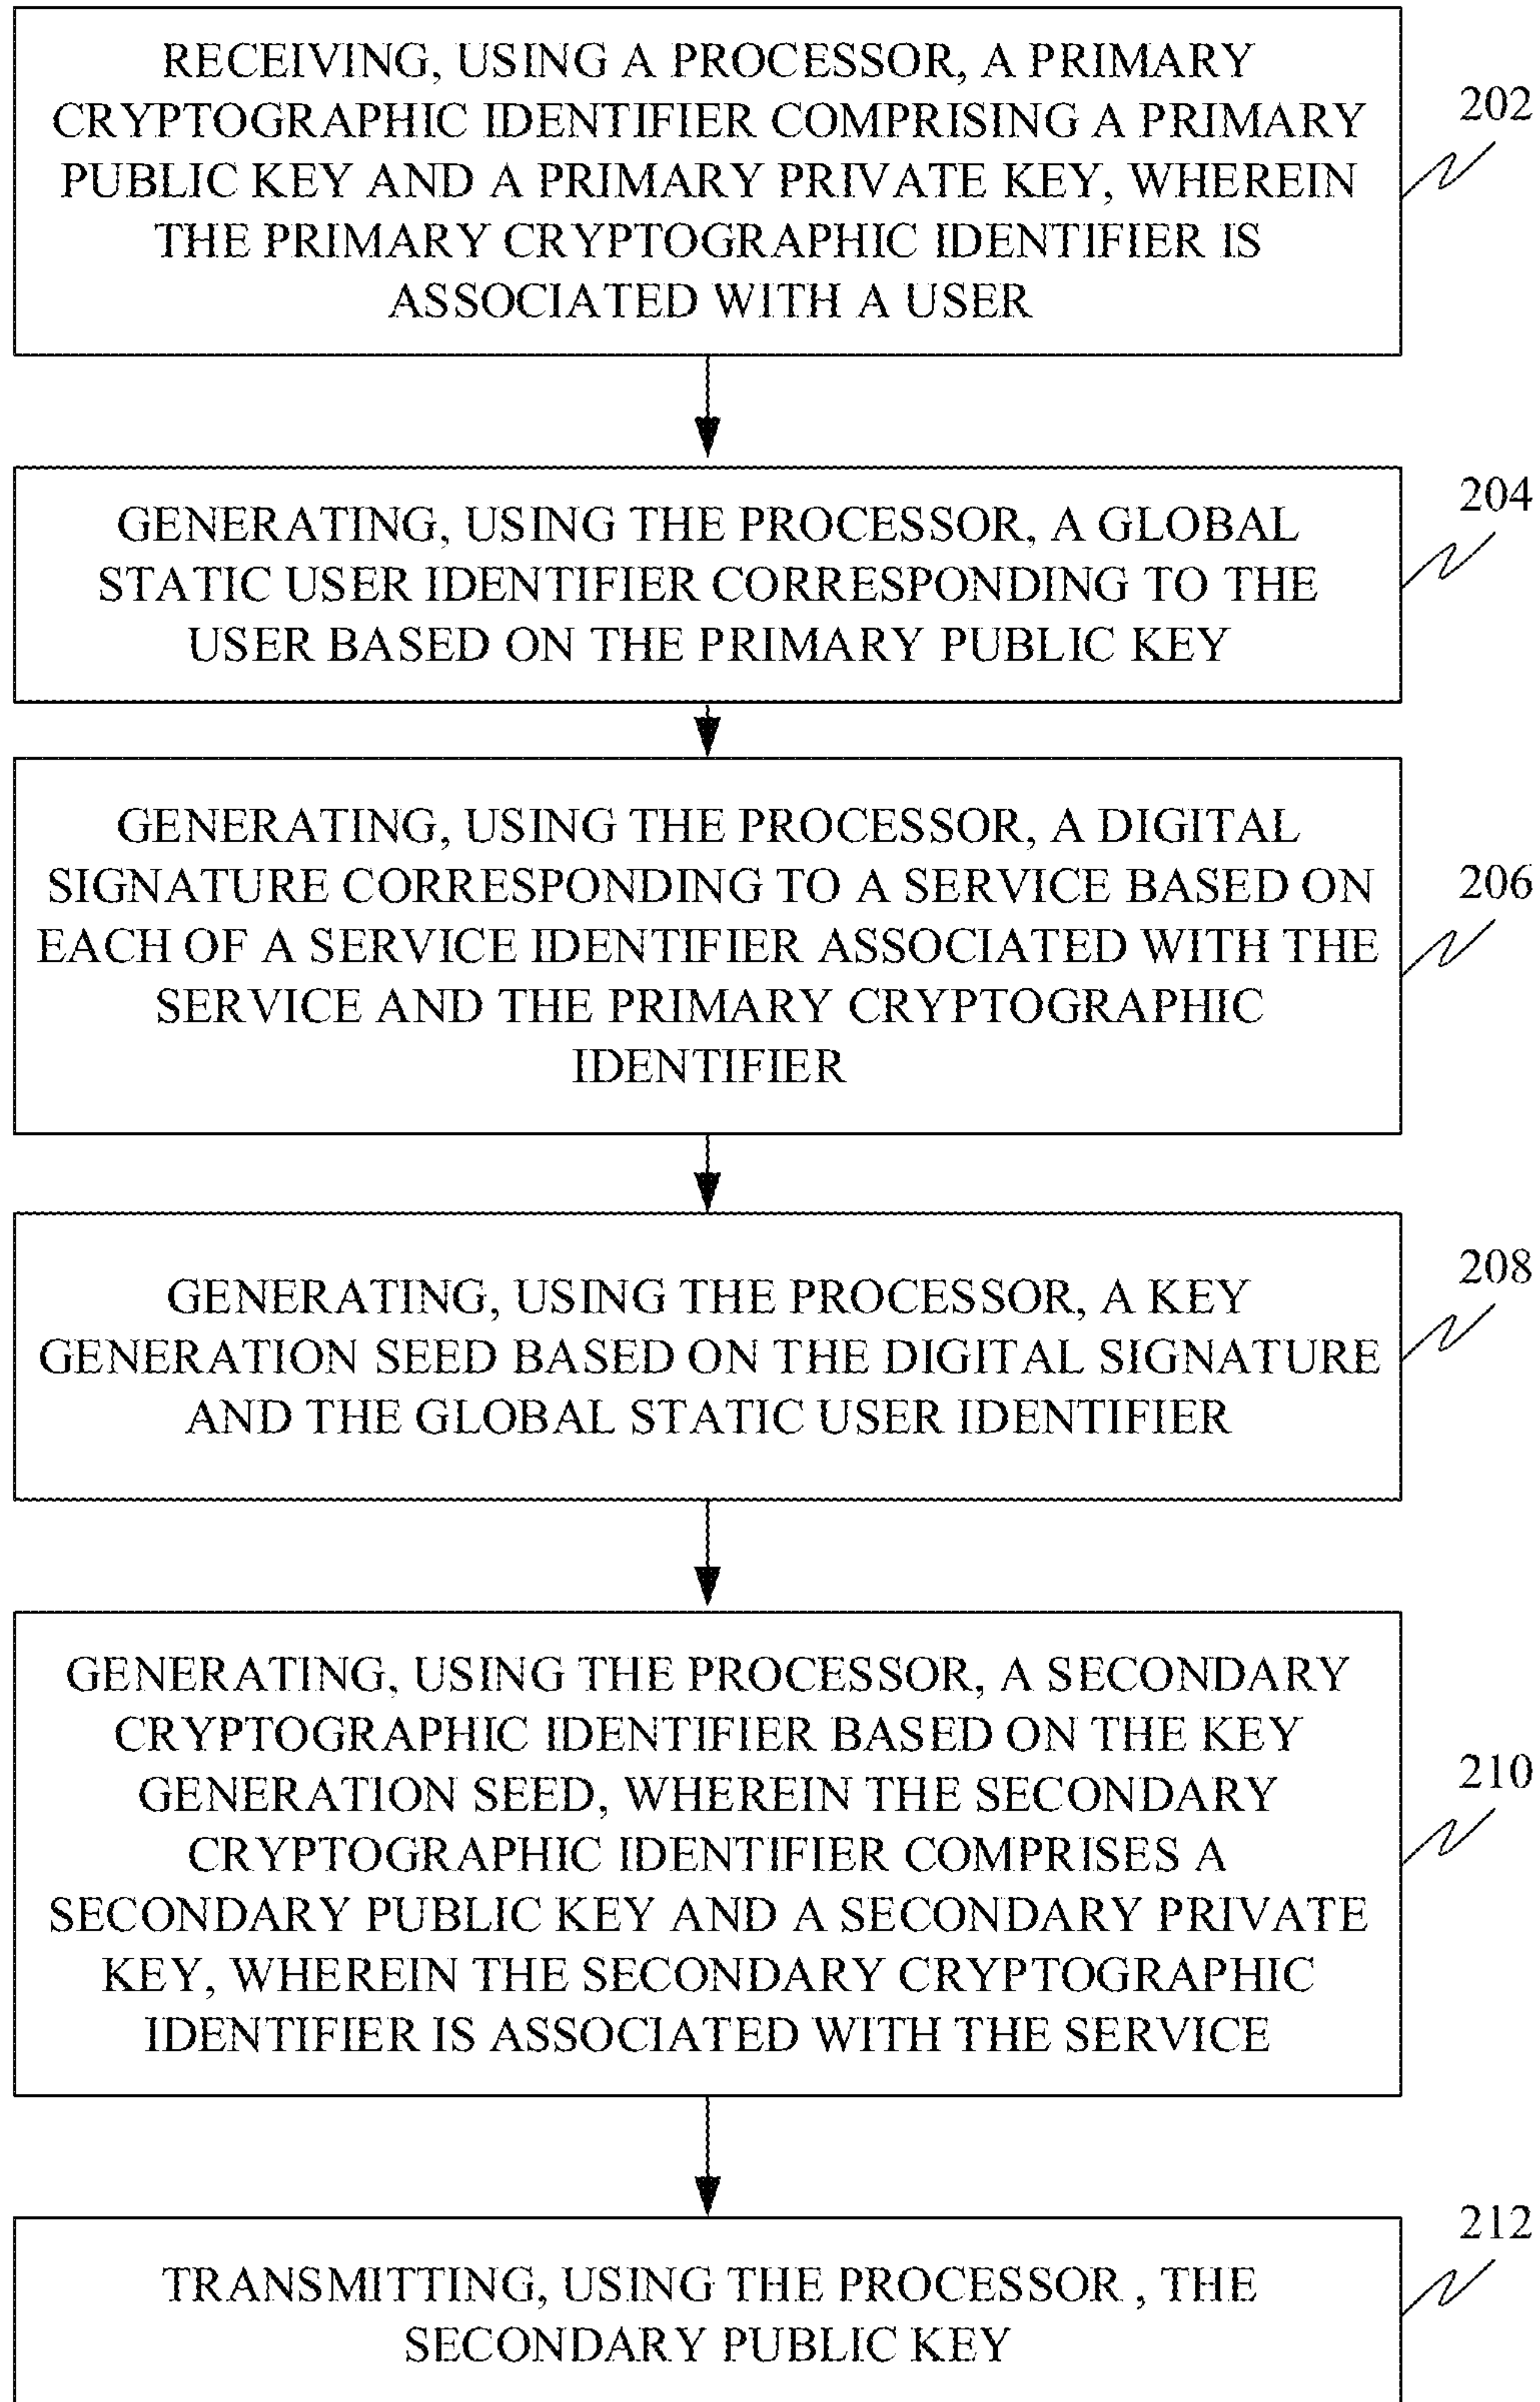 RECEIVING, USING A PROCESSOR, A PRIMARY
CRYPTOGRAPHIC IDENTIFIER COMPRISING A PRIMARY
PUBLIC KEY AND A PRIMARY PRIVATE KEY, WHEREIN
THE PRIMARY CRYPTOGRAPHIC IDENTIFIER IS
ASSOCIATED WITH A USER
202
GENERATING, USING THE PROCESSOR, A GLOBAL
STATIC USER IDENTIFIER CORRESPONDING TO THE
USER BASED ON THE PRIMARY PUBLIC KEY
204
GENERATING, USING THE PROCESSOR, A DIGITAL
SIGNATURE CORRESPONDING TO A SERVICE BASED ON
EACH OF A SERVICE IDENTIFIER ASSOCIATED WITH THE
SERVICE AND THE PRIMARY CRYPTOGRAPHIC
IDENTIFIER
206
GENERATING, USING THE PROCESSOR, A KEY
GENERATION SEED BASED ON THE DIGITAL SIGNATURE
AND THE GLOBAL STATIC USER IDENTIFIER
208
GENERATING, USING THE PROCESSOR, A SECONDARY
CRYPTOGRAPHIC IDENTIFIER BASED ON THE KEY
GENERATION SEED, WHEREIN THE SECONDARY
CRYPTOGRAPHIC IDENTIFIER COMPRISES A
SECONDARY PUBLIC KEY AND A SECONDARY PRIVATE
KEY, WHEREIN THE SECONDARY CRYPTOGRAPHIC
IDENTIFIER IS ASSOCIATED WITH THE SERVICE
210
TRANSMITTING, USING THE PROCESSOR , THE
SECONDARY PUBLIC KEY
212